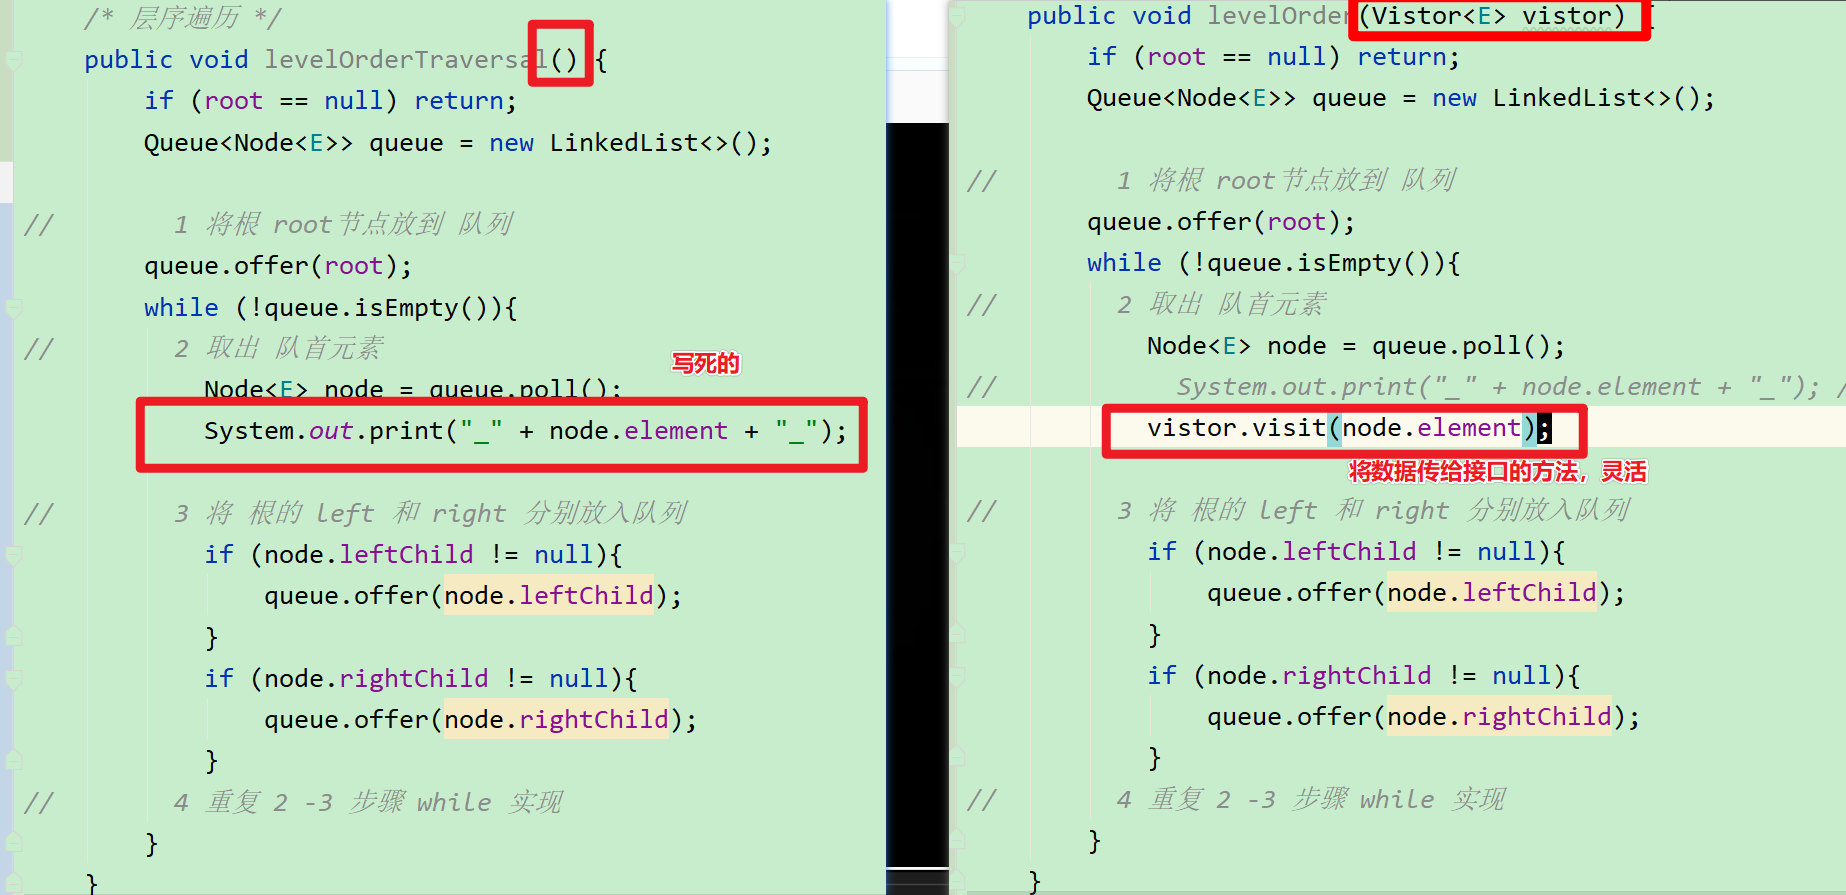 /* 层序遍历 */
public void levelOrderTraversal() {
if (root == null) return;
Queue<Node<E>> queue = new LinkedList<>();
// 1 将根 root节点放到 队列
queue.offer(root);
while (!queue.isEmpty()){
// 2 取出 队首元素
写死的
Node<E> node = queue.poll();
System.out.print("_" + node.element + "_");
// 3 将 根的 left 和 right 分别放入队列
if (node.leftChild != null){
queue.offer(node.leftChild);
}
if (node.rightChild != null){
queue.offer(node.rightChild);
}
// 4 重复 2 -3 步骤 while 实现
}
}
public void levelOrder(Vistor<E> vistor) {
if (root == null) return;
Queue<Node<E>> queue = new LinkedList<>();
// 1 将根 root节点放到 队列
queue.offer(root);
while (!queue.isEmpty()){
// 2 取出 队首元素
Node<E> node = queue.poll();
// System.out.print("_" + node.element + "_"); /
vistor.visit(node.element);
将数据传给接口的方法，灵活
// 3 将 根的 left 和 right 分别放入队列
if (node.leftChild != null){
queue.offer(node.leftChild);
}
if (node.rightChild != null){
queue.offer(node.rightChild);
}
// 4 重复 2 -3 步骤 while 实现
}
}